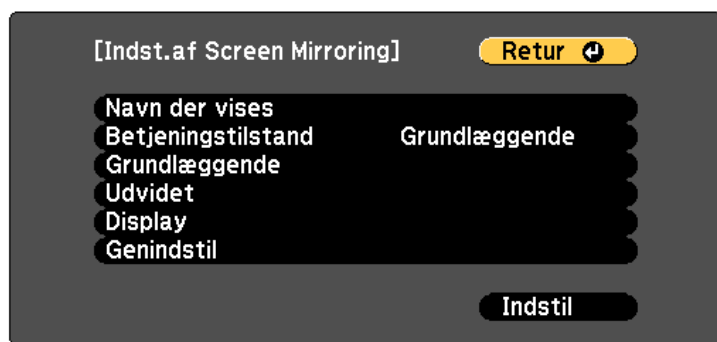 [Indst.af Screen Mirroring] Retur
Navn der vises
Betjeningstilstand Grundlæggende
Grundlæggende
Udvidet
Display
Genindstil
Indstil